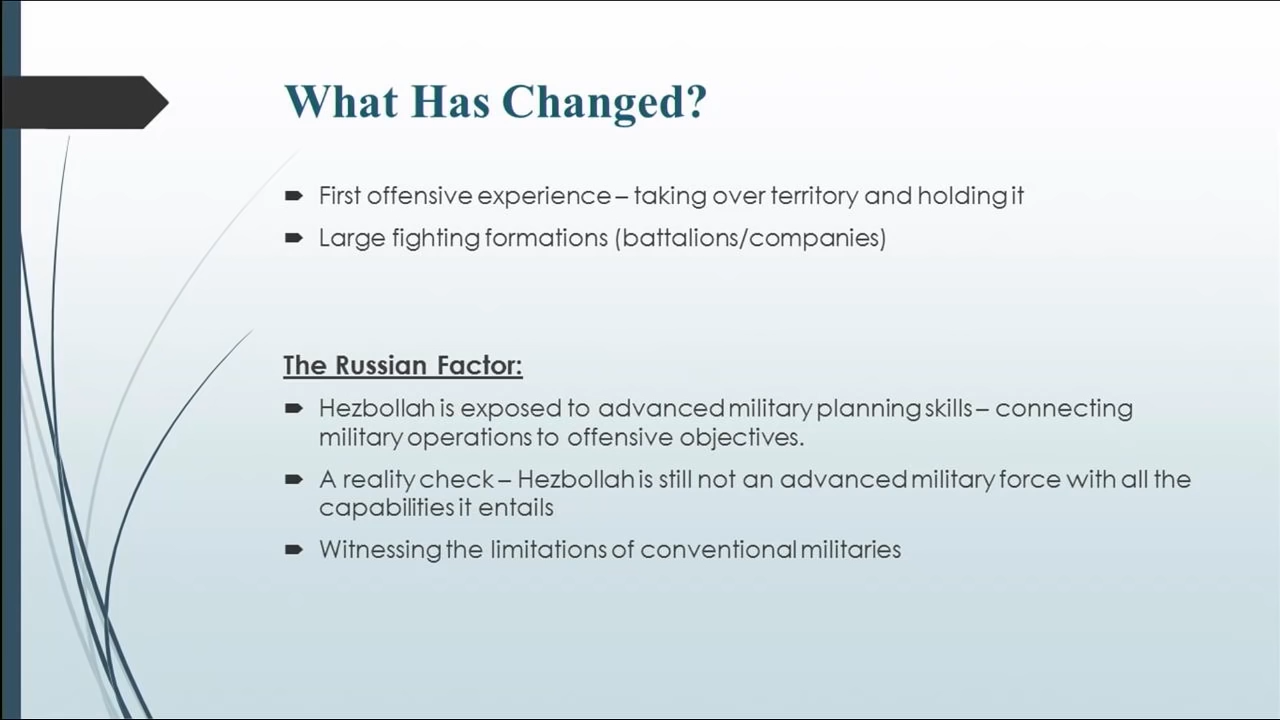 What Has Changed?
First offensive experience – taking over territory and holding it
Large fighting formations (battalions/companies)
The Russian Factor:
Hezbollah is exposed to advanced military planning skills – connecting
military operations to offensive objectives.
A reality check – Hezbollah is still not an advanced military force with all the
capabilities it entails
Witnessing the limitations of conventional militaries